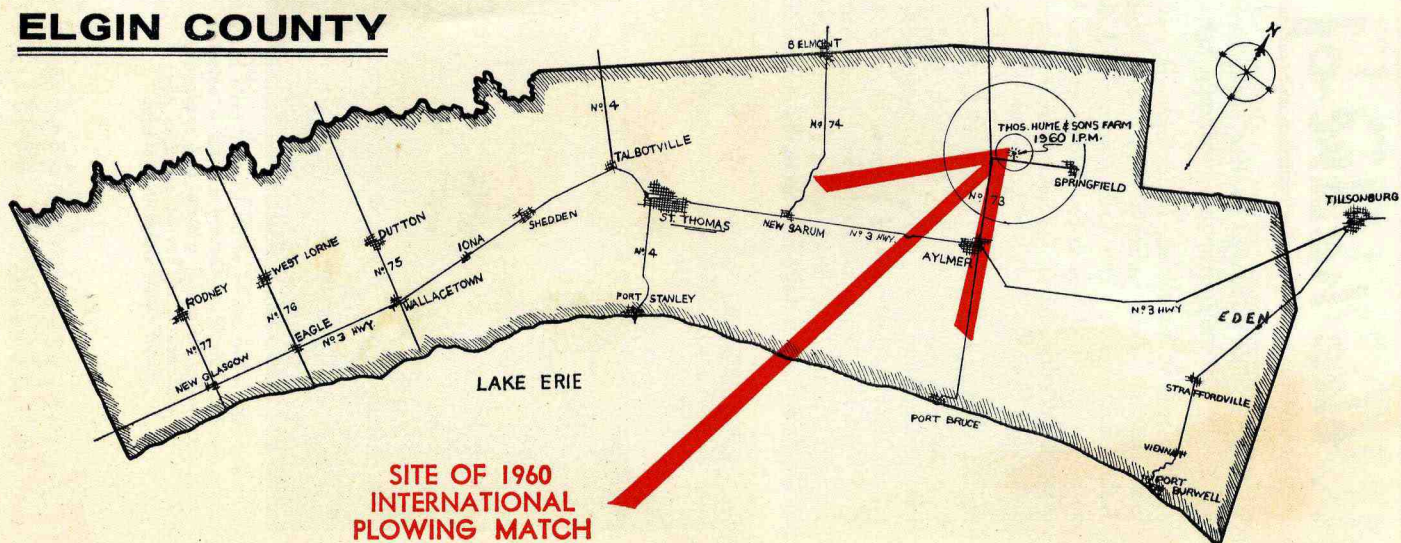 ELGIN COUNTY
BELMONT
N
Nº 4
Nº 74
THOS. HUME & SONS FARM
1960 I.P.M.
TALBOTVILLE
SPRINGFIELD
Nº 73
TILLSONBURG
SHEDDEN
ST. THOMAS
NEW SARUM
Nº 3 HWY.
AYLMER
DUTTON
IONA
Nº 4
WEST LORNE
Nº 75
WALLACETOWN
RODNEY
Nº 76
PORT STANLEY
Nº 3 HWY
EDEN
EAGLE
Nº 3 HWY
Nº 77
NEW GLASGOW
LAKE ERIE
STRAFFORDVILLE
PORT BRUCE
VIENNA
PORT
BURWELL
SITE OF 1960
INTERNATIONAL
PLOWING MATCH